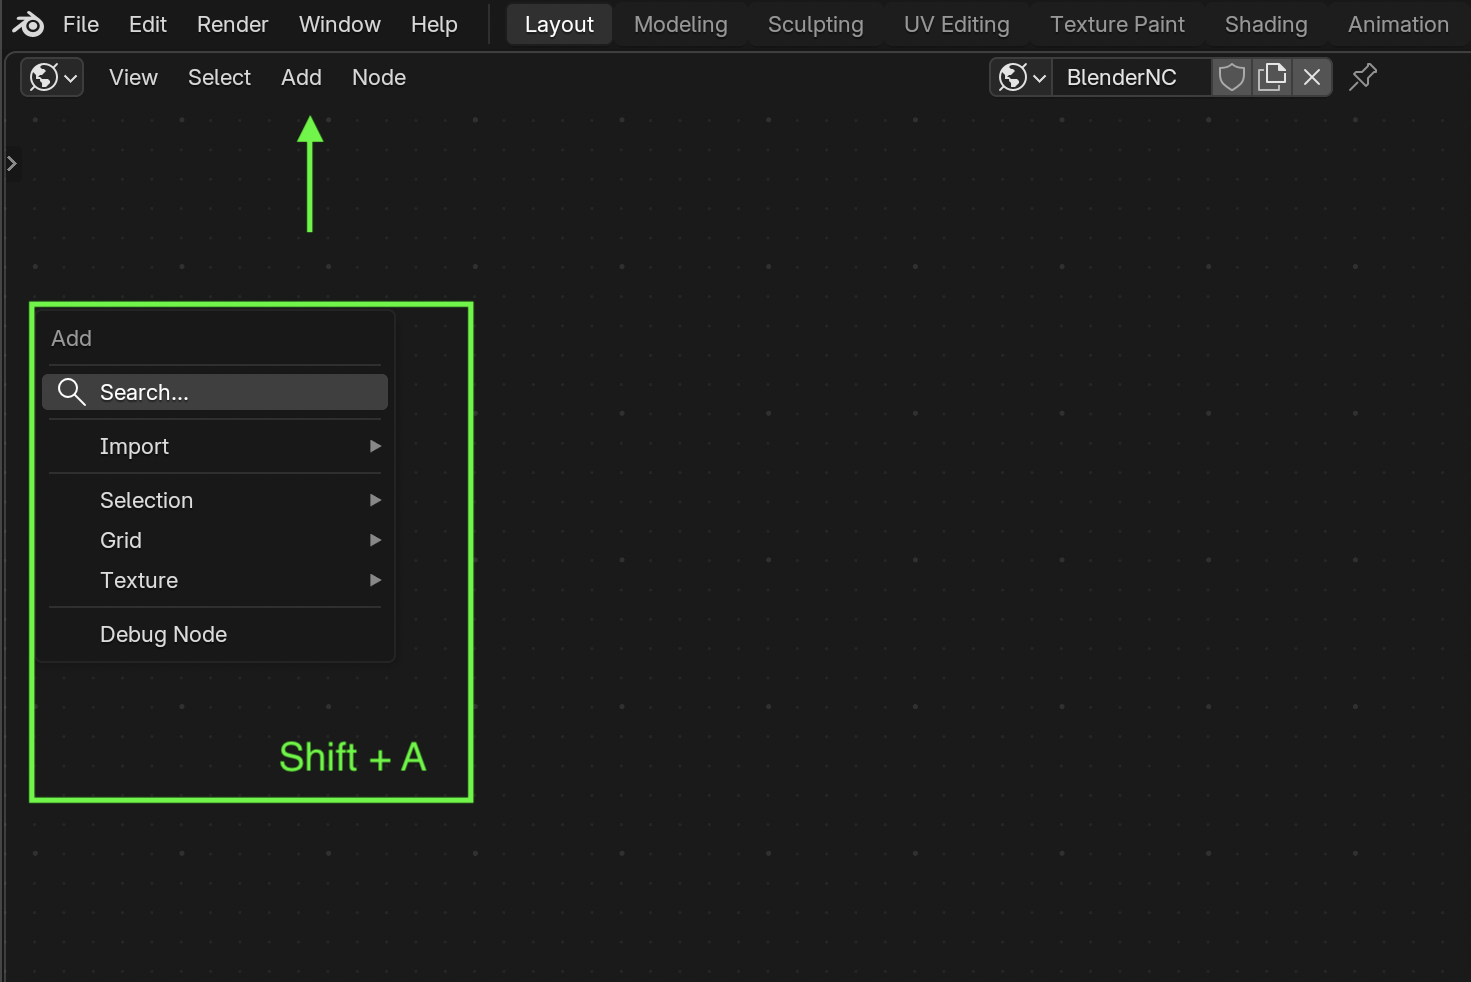 File Edit Render Window Help Layout Modeling Sculpting UV Editing Texture Paint Shading Animation
View Select Add Node BlenderNC
Add
Search...
Import
Selection
Grid
Texture
Debug Node
Shift + A